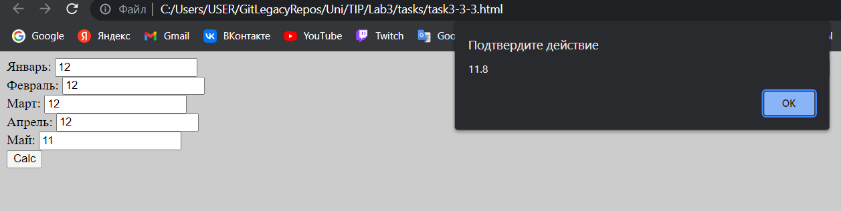 Файл C:/Users/USER/GitLegacyRepos/Uni/TIP/Lab3/tasks/task3-3-3.html
Google Яндекс Gmail ВКонтакте YouTube Twitch
Подтвердите действие
11.8
OK
Январь: 12
Февраль: 12
Март: 12
Апрель: 12
Май: 11
Calc